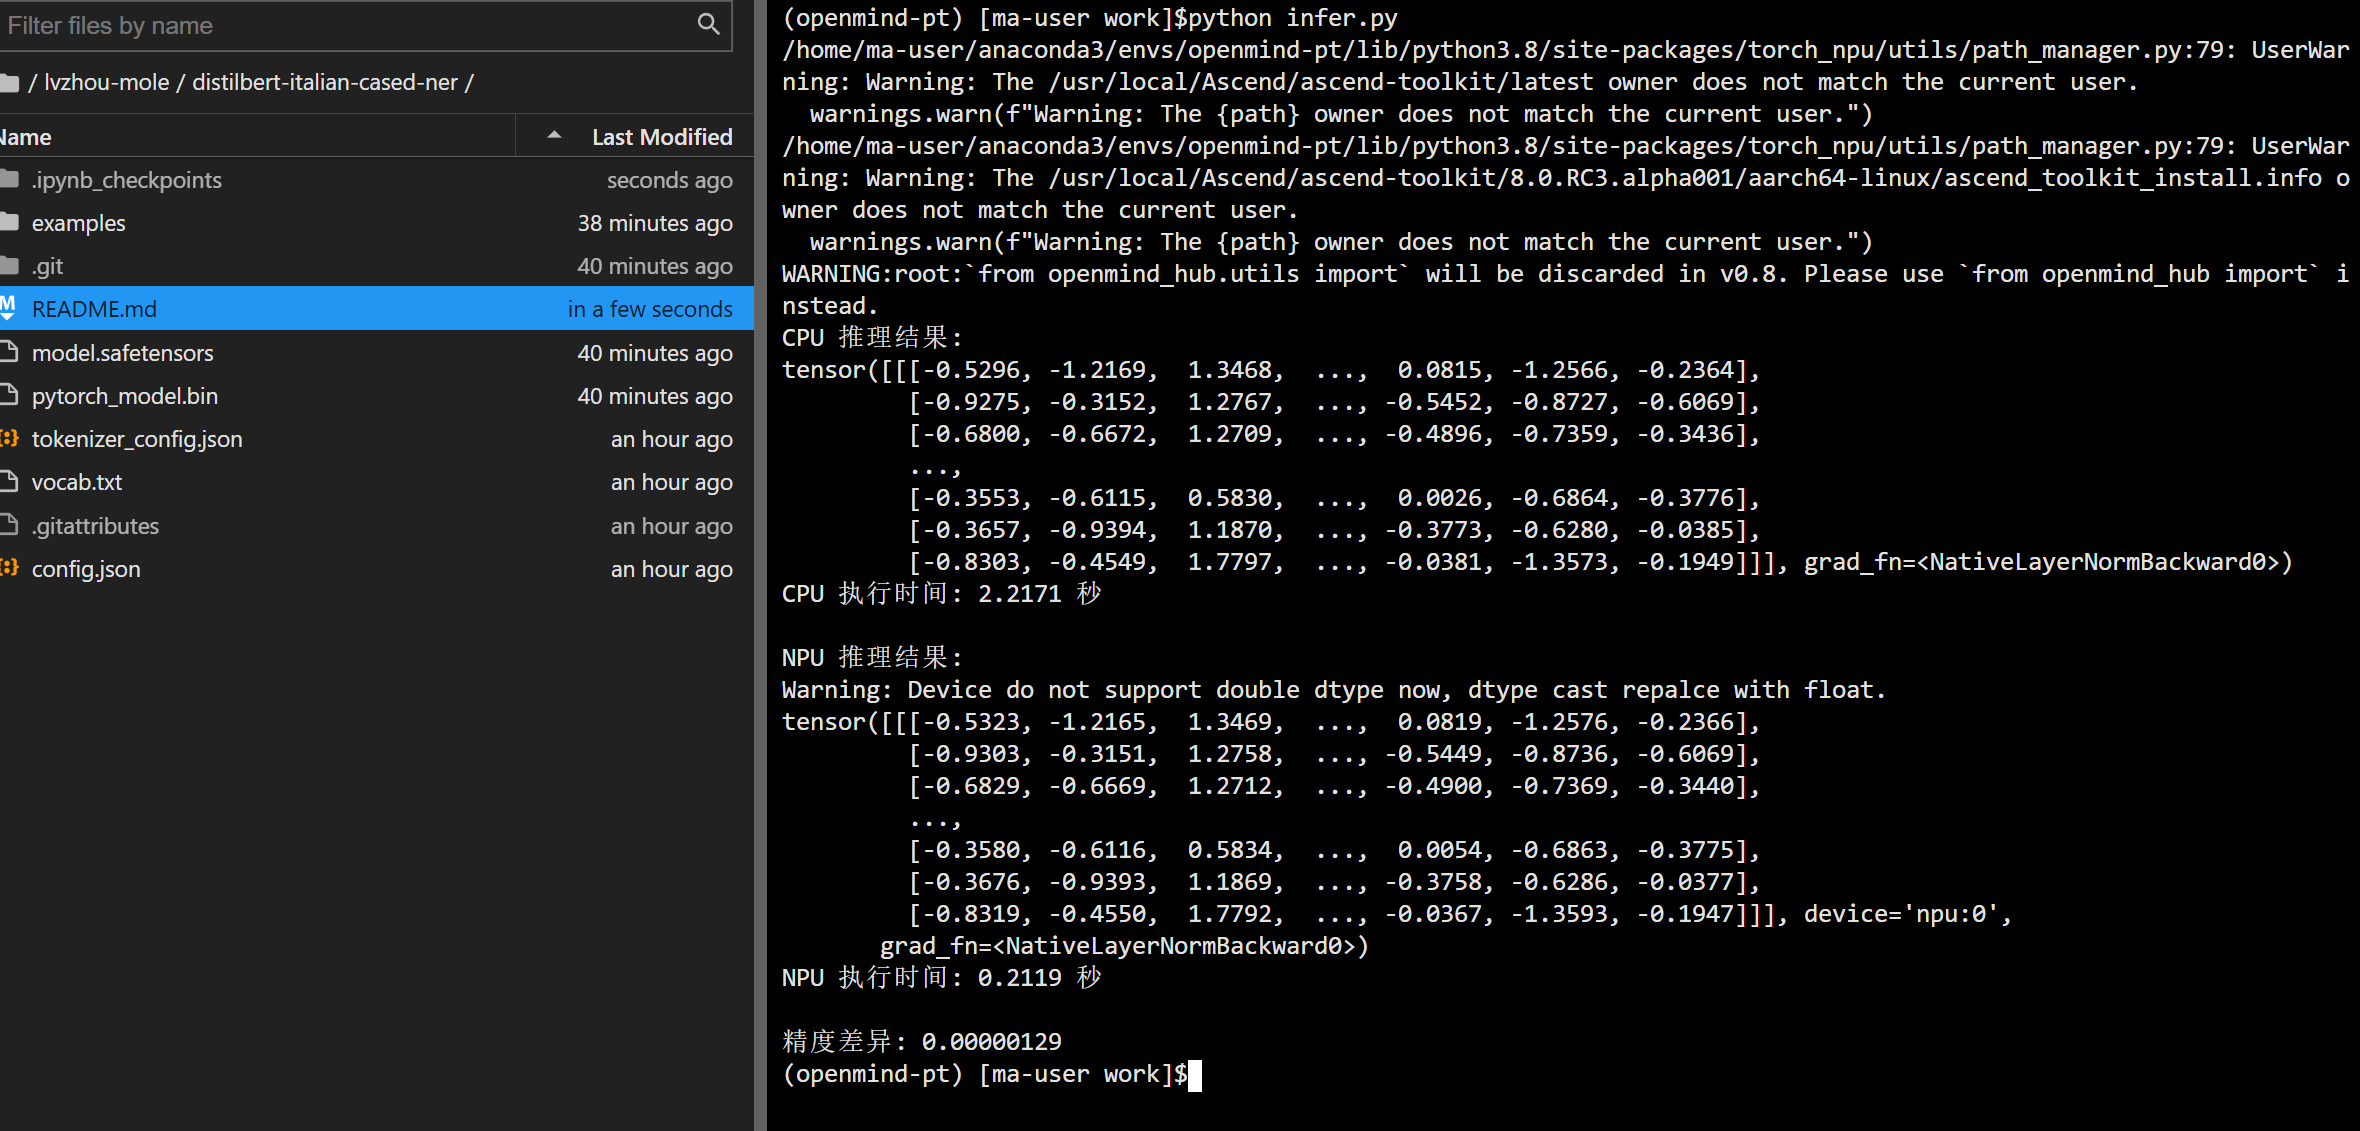 Filter files by name
/ lvzhou-mole / distilbert-italian-cased-ner /
Name Last Modified
.ipynb_checkpoints seconds ago
examples 38 minutes ago
.git 40 minutes ago
README.md in a few seconds
model.safetensors 40 minutes ago
pytorch_model.bin 40 minutes ago
tokenizer_config.json an hour ago
vocab.txt an hour ago
.gitattributes an hour ago
config.json an hour ago
(openmind-pt) [ma-user work]$python infer.py
/home/ma-user/anaconda3/envs/openmind-pt/lib/python3.8/site-packages/torch_npu/utils/path_manager.py:79: UserWar
ning: Warning: The /usr/local/Ascend/ascend-toolkit/latest owner does not match the current user.
  warnings.warn(f"Warning: The {path} owner does not match the current user.")
/home/ma-user/anaconda3/envs/openmind-pt/lib/python3.8/site-packages/torch_npu/utils/path_manager.py:79: UserWar
ning: Warning: The /usr/local/Ascend/ascend-toolkit/8.0.RC3.alpha001/aarch64-linux/ascend_toolkit_install.info o
wner does not match the current user.
  warnings.warn(f"Warning: The {path} owner does not match the current user.")
WARNING:root:`from openmind_hub.utils import` will be discarded in v0.8. Please use `from openmind_hub import` i
nstead.
CPU 推理结果:
tensor([[[-0.5296, -1.2169,  1.3468,  ...,  0.0815, -1.2566, -0.2364],
         [-0.9275, -0.3152,  1.2767,  ..., -0.5452, -0.8727, -0.6069],
         [-0.6800, -0.6672,  1.2709,  ..., -0.4896, -0.7359, -0.3436],
         ...,
         [-0.3553, -0.6115,  0.5830,  ...,  0.0026, -0.6864, -0.3776],
         [-0.3657, -0.9394,  1.1870,  ..., -0.3773, -0.6280, -0.0385],
         [-0.8303, -0.4549,  1.7797,  ..., -0.0381, -1.3573, -0.1949]]], grad_fn=<NativeLayerNormBackward0>)
CPU 执行时间: 2.2171 秒
NPU 推理结果:
Warning: Device do not support double dtype now, dtype cast repalce with float.
tensor([[[-0.5323, -1.2165,  1.3469,  ...,  0.0819, -1.2576, -0.2366],
         [-0.9303, -0.3151,  1.2758,  ..., -0.5449, -0.8736, -0.6069],
         [-0.6829, -0.6669,  1.2712,  ..., -0.4900, -0.7369, -0.3440],
         ...,
         [-0.3580, -0.6116,  0.5834,  ...,  0.0054, -0.6863, -0.3775],
         [-0.3676, -0.9393,  1.1869,  ..., -0.3758, -0.6286, -0.0377],
         [-0.8319, -0.4550,  1.7792,  ..., -0.0367, -1.3593, -0.1947]]], device='npu:0',
       grad_fn=<NativeLayerNormBackward0>)
NPU 执行时间: 0.2119 秒
精度差异: 0.00000129
(openmind-pt) [ma-user work]$